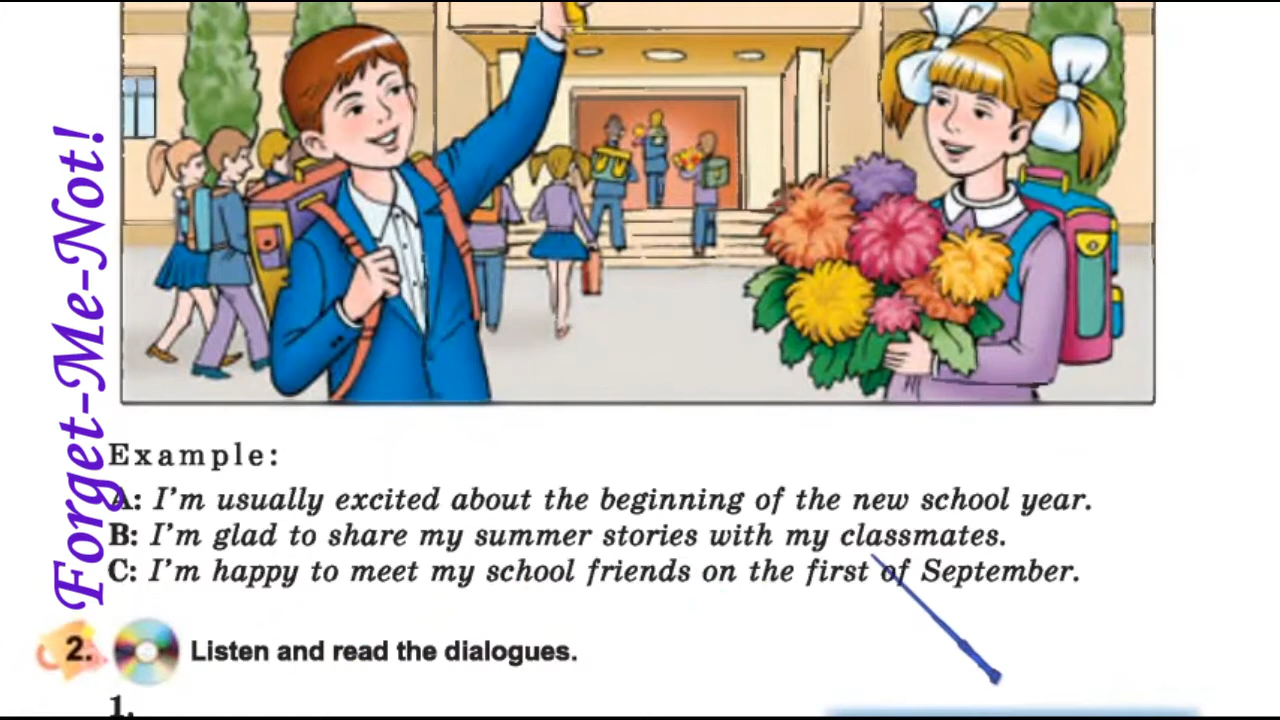 Forget-Me-Not!
Example:
A: I'm usually excited about the beginning of the new school year.
B: I'm glad to share my summer stories with my classmates.
C: I'm happy to meet my school friends on the first of September.
2. Listen and read the dialogues.
1.